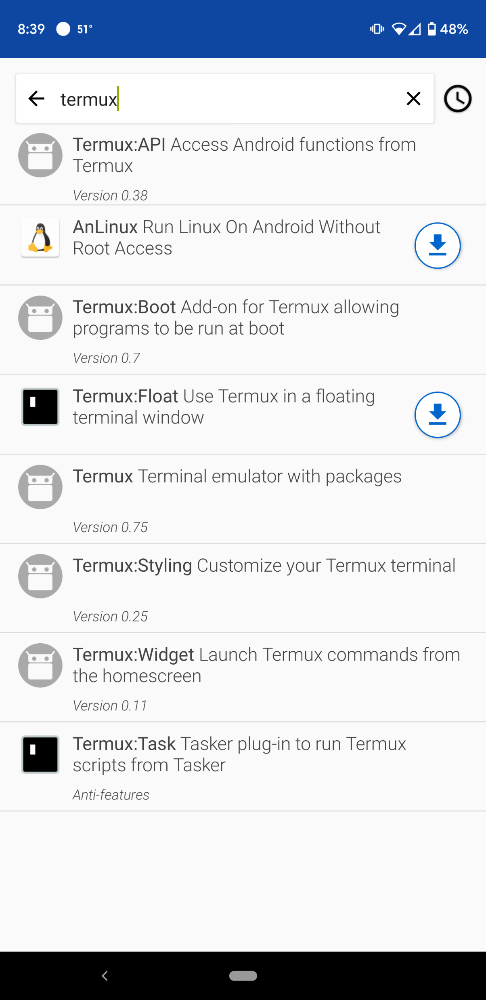 8:39 51° 48%
termux
Termux:API Access Android functions from
Termux
Version 0.38
AnLinux Run Linux On Android Without
Root Access
Termux:Boot Add-on for Termux allowing
programs to be run at boot
Version 0.7
Termux:Float Use Termux in a floating
terminal window
Termux Terminal emulator with packages
Version 0.75
Termux:Styling Customize your Termux terminal
Version 0.25
Termux:Widget Launch Termux commands from
the homescreen
Version 0.11
Termux:Task Tasker plug-in to run Termux
scripts from Tasker
Anti-features